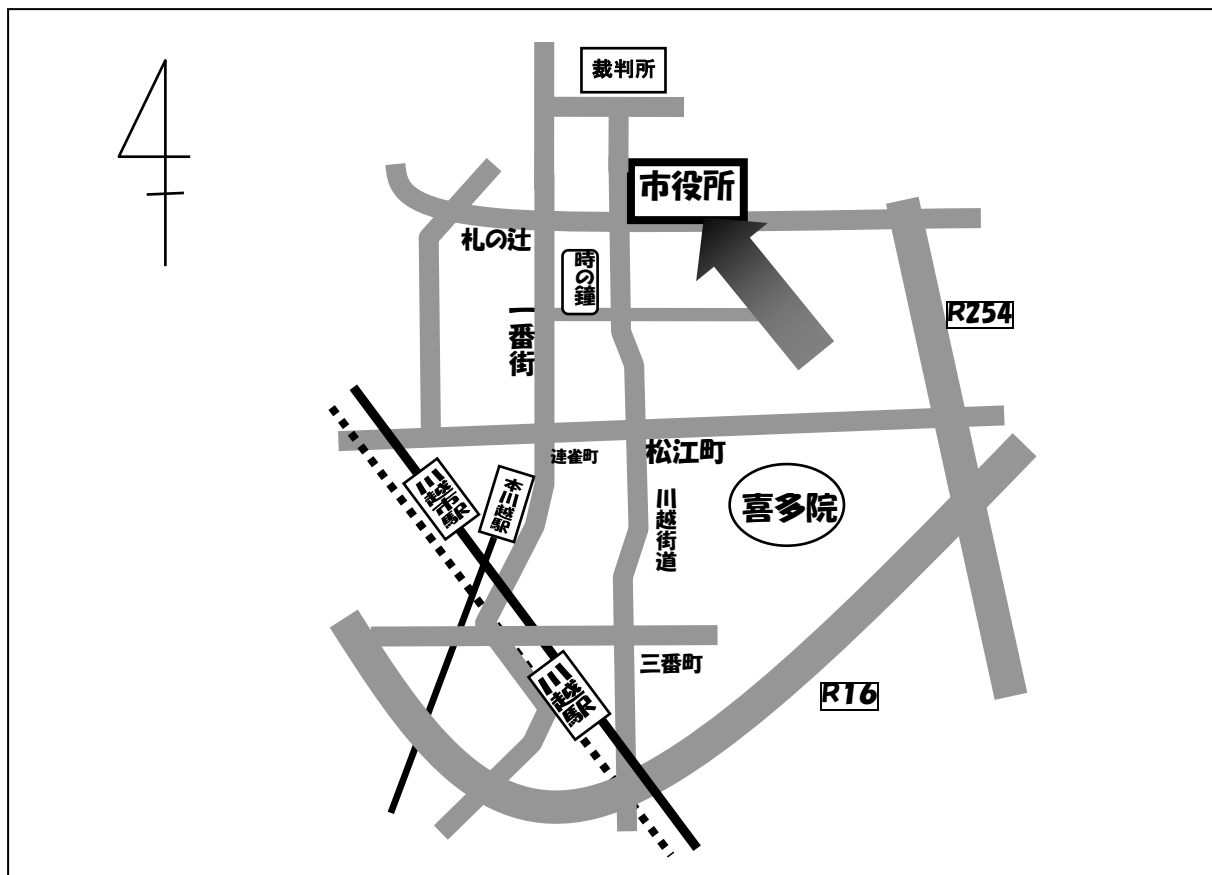 裁判所
市役所
札の辻
時の鐘
R254
一番街
連雀町
松江町
川越市駅
本川越駅
川越街道
喜多院
三番町
川越駅
R16